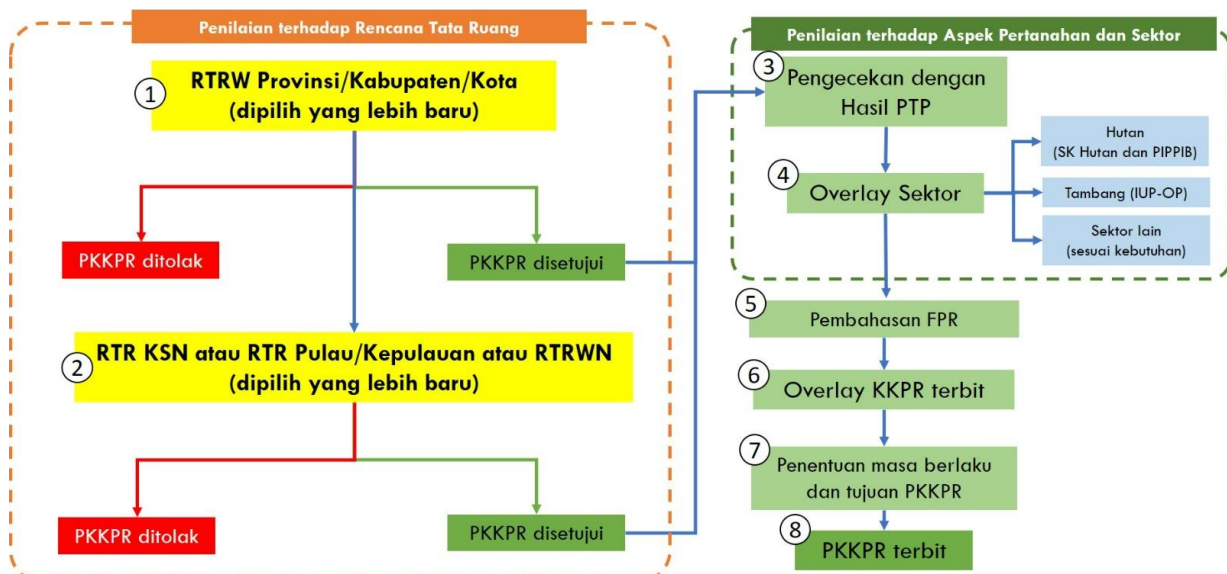 Penilaian terhadap Rencana Tata Ruang
1
RTRW Provinsi/Kabupaten/Kota
(dipilih yang lebih baru)
PKKPR ditolak
PKKPR disetujui
2
RTR KSN atau RTR Pulau/Kepulauan atau RTRWN
(dipilih yang lebih baru)
PKKPR ditolak
PKKPR disetujui
Penilaian terhadap Aspek Pertanahan dan Sektor
3
Pengecekan dengan
Hasil PTP
4
Overlay Sektor
Hutan
(SK Hutan dan PIPPIB)
Tambang (IUP-OP)
Sektor lain
(sesuai kebutuhan)
5
Pembahasan FPR
6
Overlay KKPR terbit
7
Penentuan masa berlaku
dan tujuan PKKPR
8
PKKPR terbit